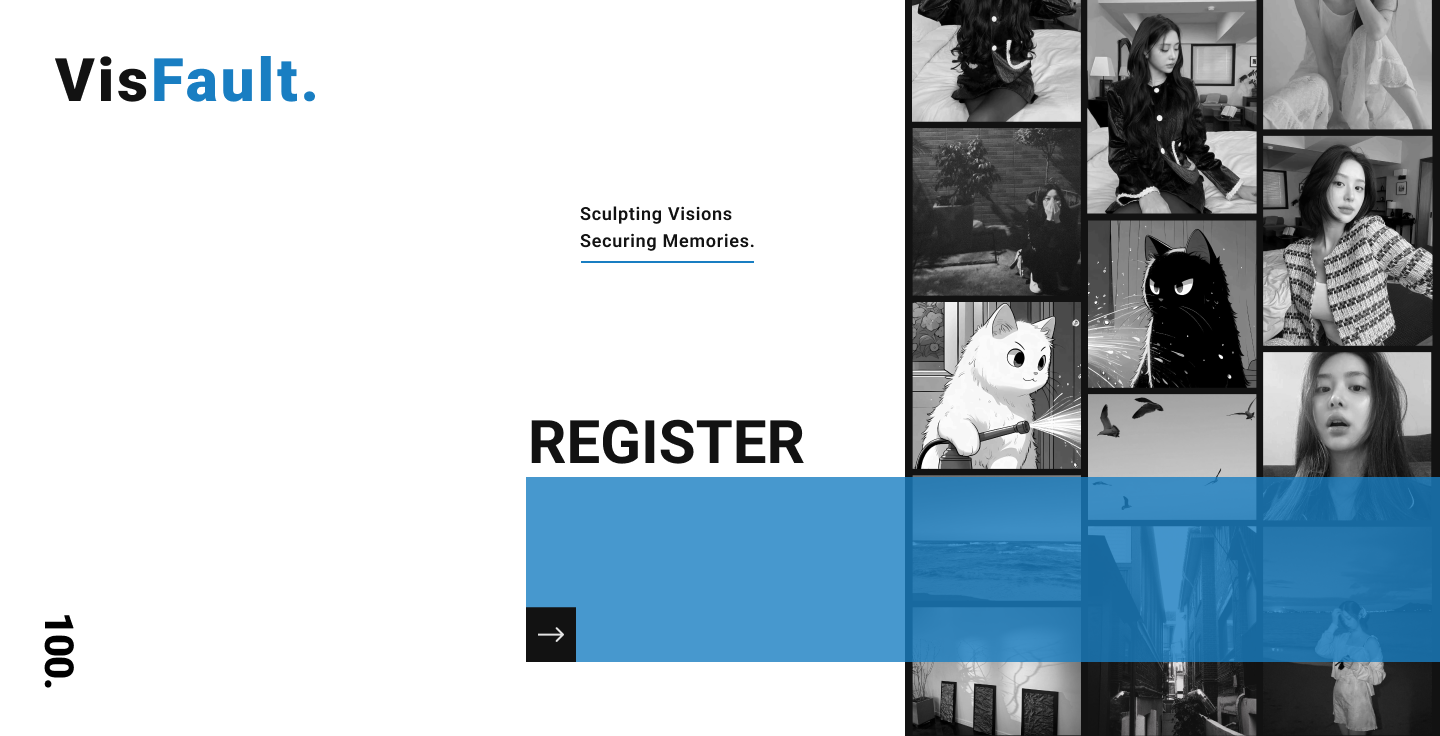 VisFault.
Sculpting Visions
Securing Memories.
REGISTER
100.